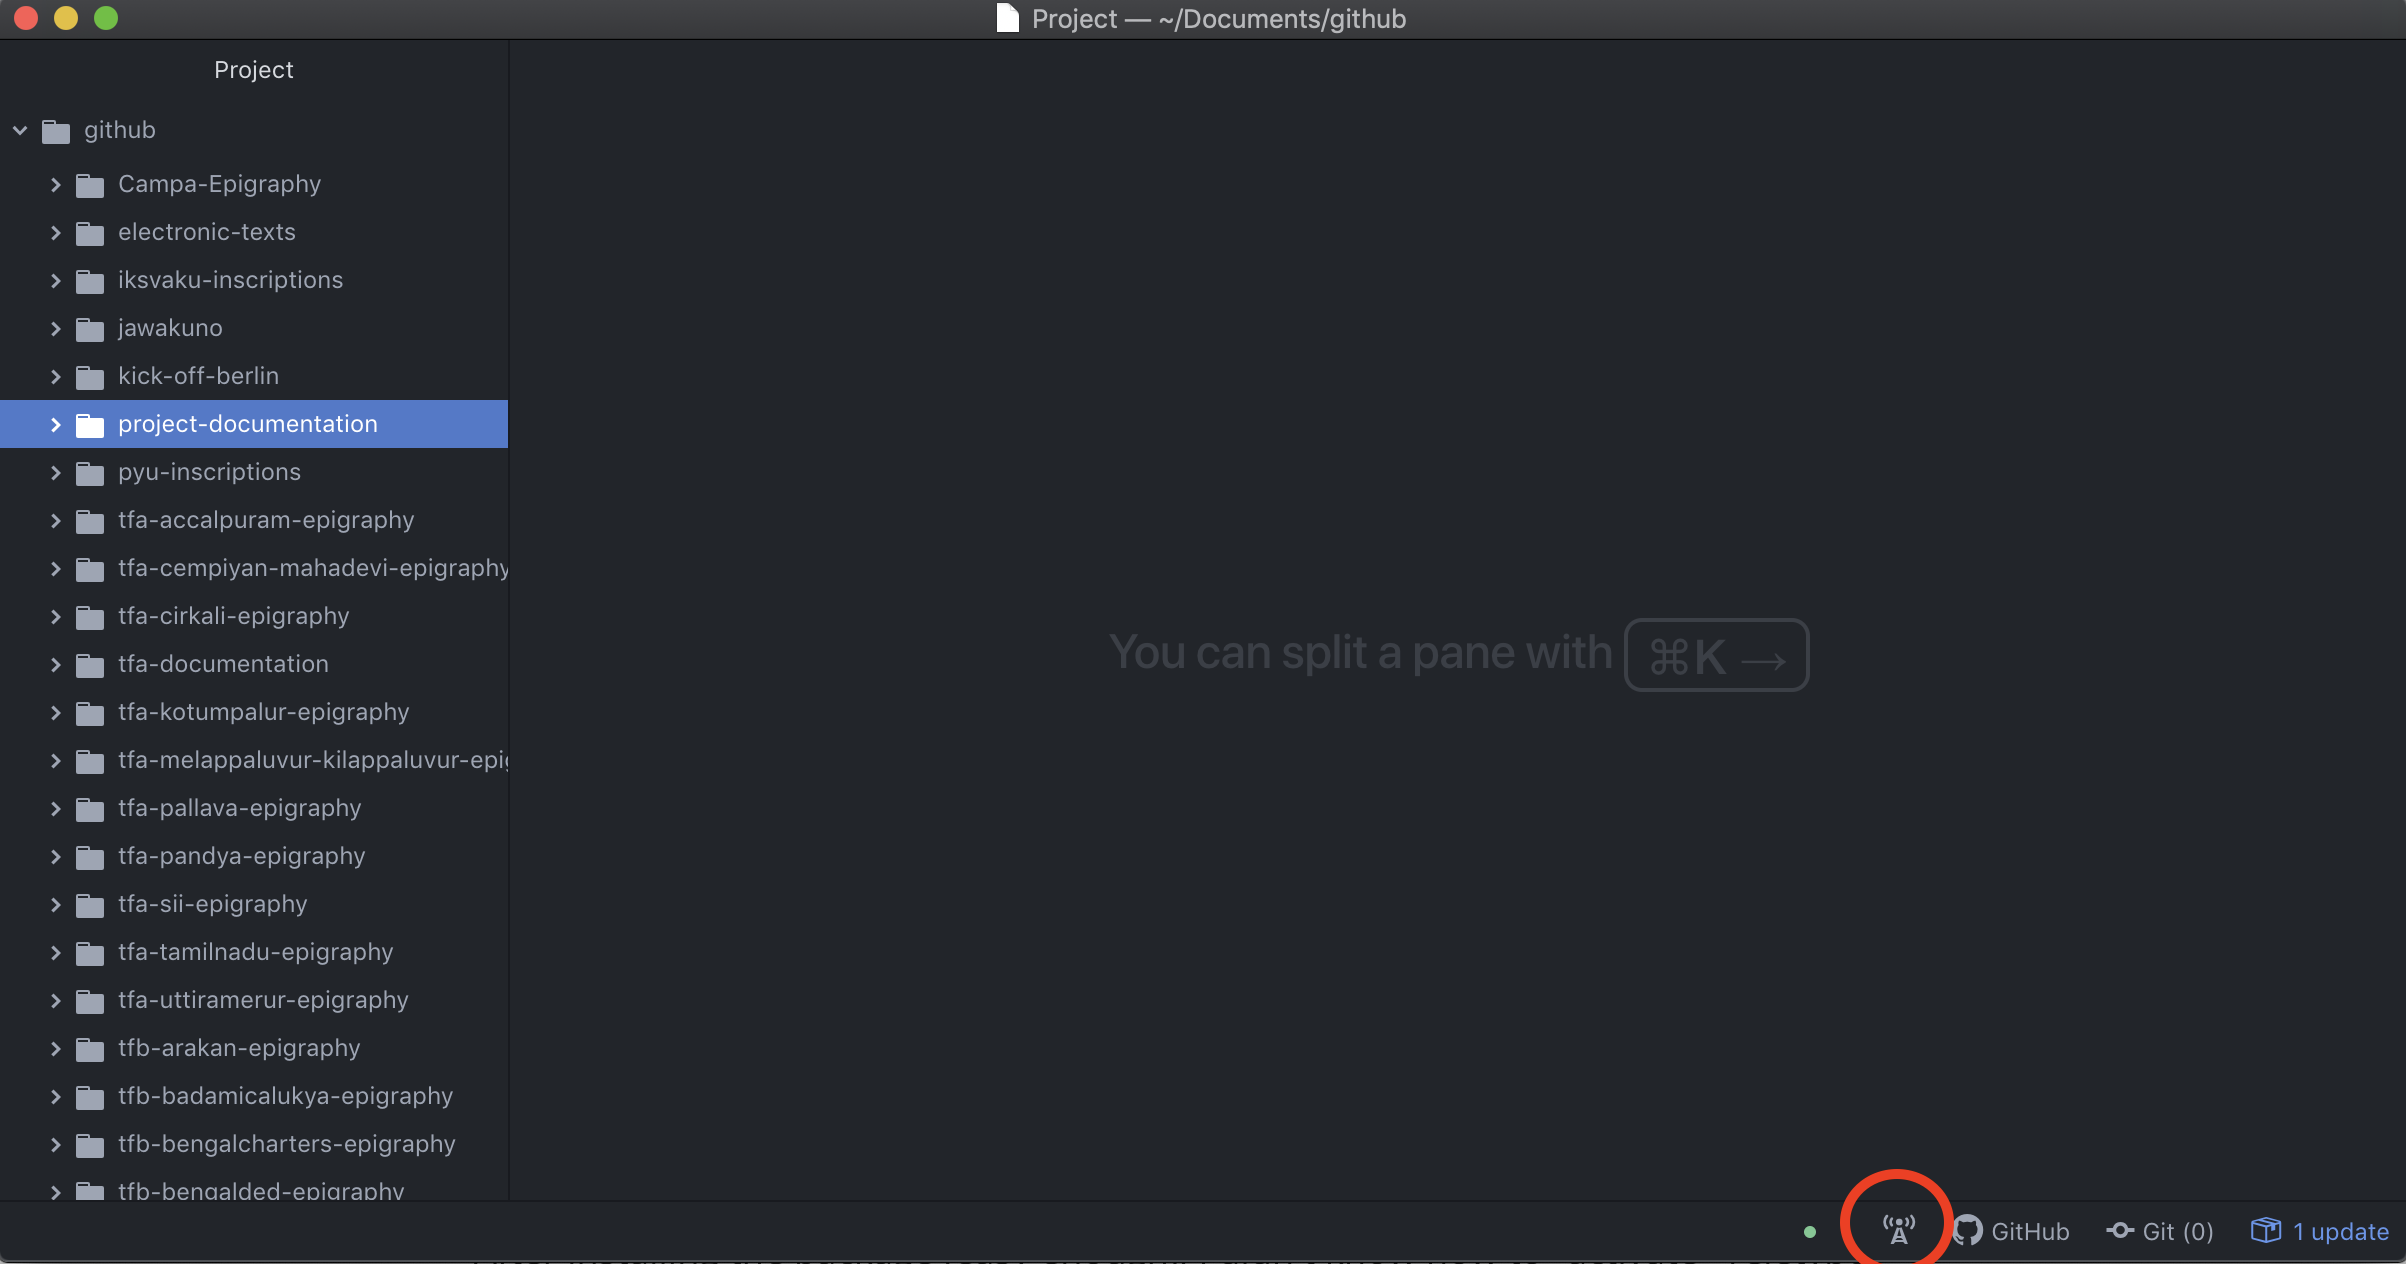 Project — ~/Documents/github
Project
github
Campa-Epigraphy
electronic-texts
iksvaku-inscriptions
jawakuno
kick-off-berlin
project-documentation
pyu-inscriptions
tfa-accalpuram-epigraphy
tfa-cempiyan-mahadevi-epigraphy
tfa-cirkali-epigraphy
tfa-documentation
tfa-kotumpalur-epigraphy
tfa-melappaluvur-kilappaluvur-epig
tfa-pallava-epigraphy
tfa-pandya-epigraphy
tfa-sii-epigraphy
tfa-tamilnadu-epigraphy
tfa-uttiramerur-epigraphy
tfb-arakan-epigraphy
tfb-badamicalukya-epigraphy
tfb-bengalcharters-epigraphy
tfb-bengalded-epigraphy
You can split a pane with ⌘K →
GitHub Git (0) 1 update